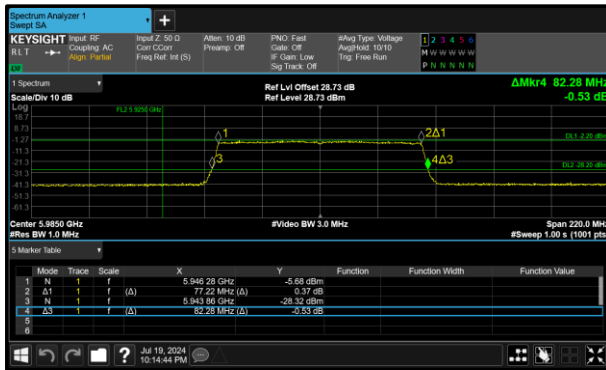 Spectrum Analyzer 1
Swept SA
KEYSIGHT Input: RF Input Z: 50 Ω Atten: 10 dB PNO: Fast #Avg Type: Voltage 1 2 3 4 5 6
RLT Coupling: AC Corr CCorr Preamp: Off Gate: Off Avg|Hold: 10/10 M W W W W W
Align: Partial Freq Ref: Int (S) IF Gain: Low Trig: Free Run
Sig Track: Off P N N N N N
1 Spectrum Ref Lvl Offset 28.73 dB ΔMkr4 82.28 MHz
Scale/Div 10 dB Ref Level 28.73 dBm -0.53 dB
Log
18.7 FL2 5.9250 GHz
8.73 1 2Δ1
-1.27 DL1 -2.20 dBm
-11.3
-21.3 3 4Δ3 DL2 -28.20 dBm
-31.3
-41.3
-51.3
-61.3
Center 5.9850 GHz #Video BW 3.0 MHz Span 220.0 MHz
#Res BW 1.0 MHz #Sweep 1.00 s (1001 pts
5 Marker Table
Mode Trace Scale X Y Function Function Width Function Value
1 N 1 f 5.946 28 GHz -5.68 dBm
2 Δ1 1 f (Δ) 77.22 MHz (Δ) 0.37 dB
3 N 1 f 5.943 86 GHz -28.32 dBm
4 Δ3 1 f (Δ) 82.28 MHz (Δ) -0.53 dB
5
6
? Jul 19, 2024
10:14:44 PM